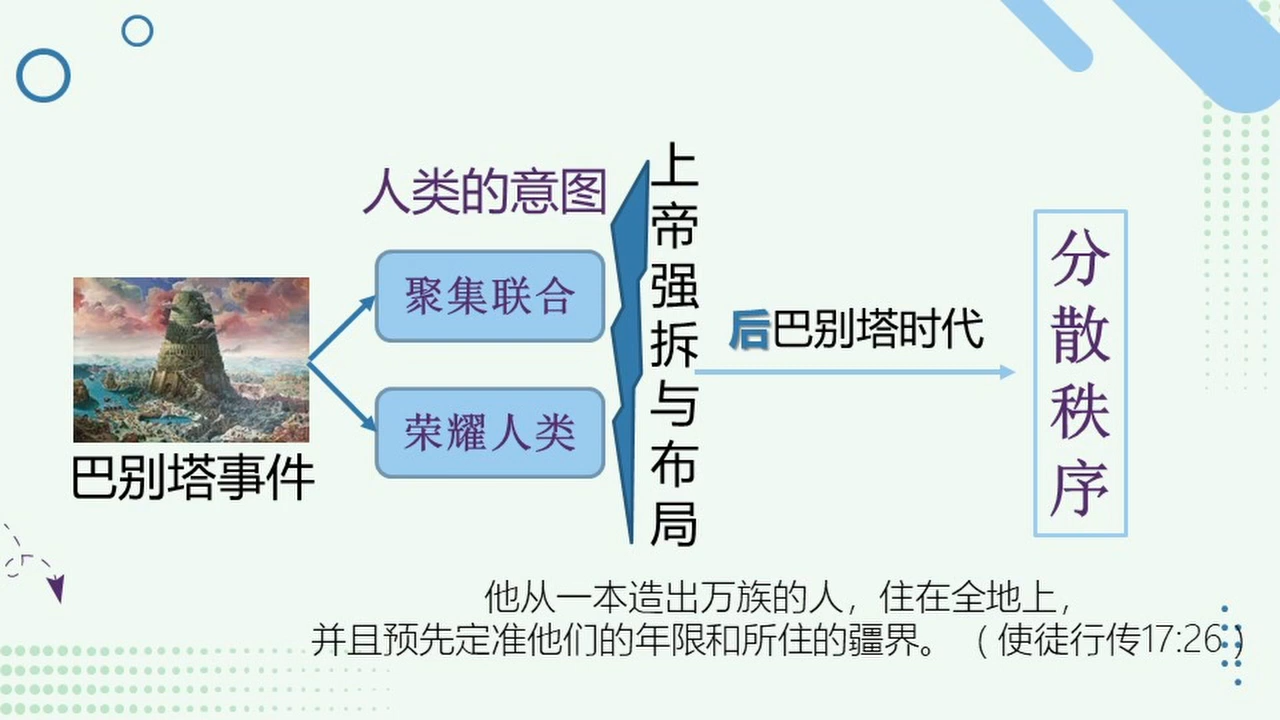 人类的意图
聚集联合
荣耀人类
巴别塔事件
上帝强拆与布局
后巴别塔时代
分散秩序
他从一本造出万族的人，住在全地上，
并且预先定准他们的年限和所住的疆界。（使徒行传17:26）